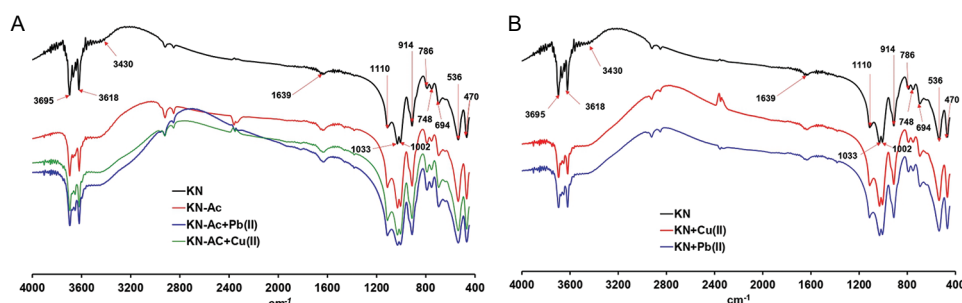 A
3430
3695
3618
1639
1110
914
786
748
694
536
470
1033
1002
KN
KN-Ac
KN-Ac+Pb(II)
KN-AC+Cu(II)
4000 3600 3200 2800 2400 2000 1600 1200 800 400
cm-1
B
3430
3695
3618
1639
1110
914
786
748
694
536
470
1033
1002
KN
KN+Cu(II)
KN+Pb(II)
4000 3600 3200 2800 2400 2000 1600 1200 800 400
cm-1